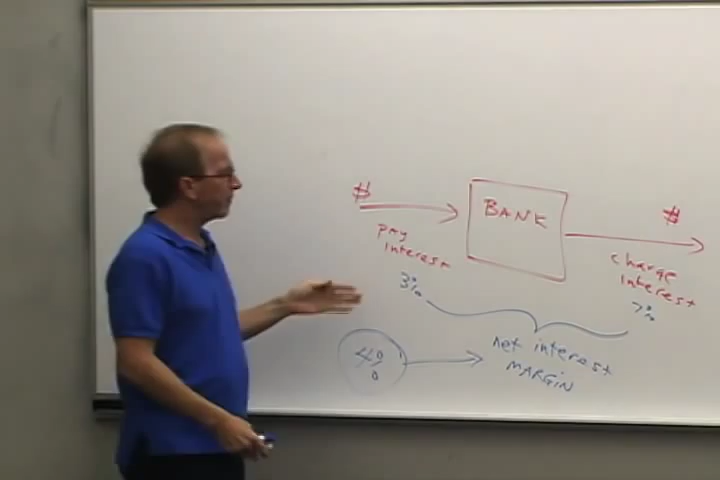 $
BANK
$
pay
interest
charge
interest
3%
7%
4%
net interest
MARGIN